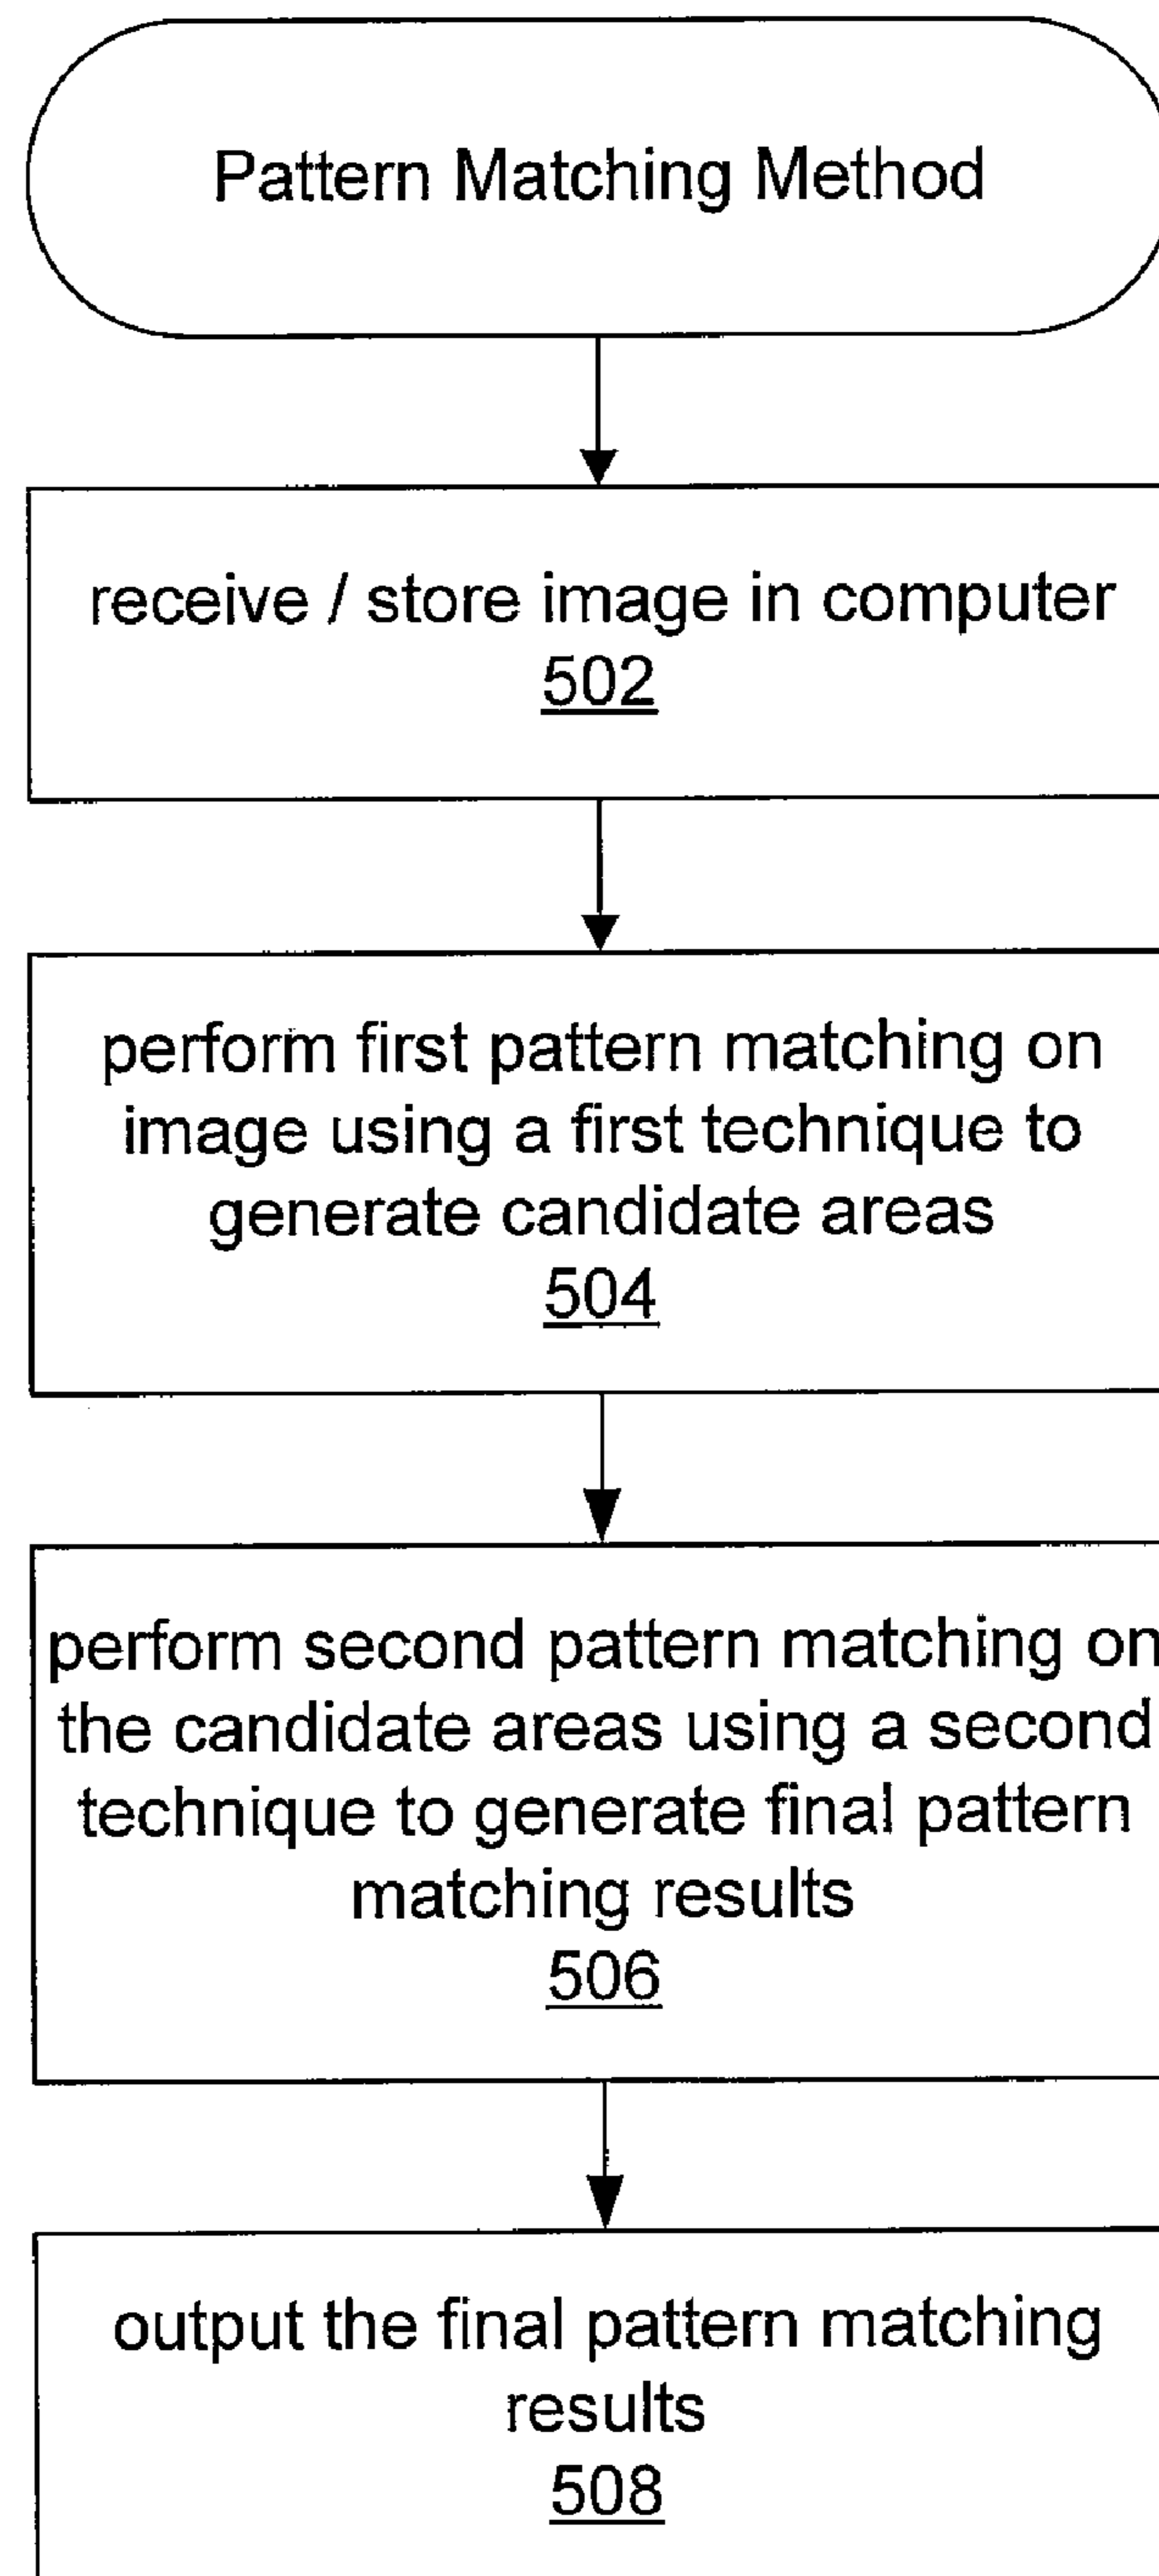 Pattern Matching Method
receive / store image in computer
502
perform first pattern matching on
image using a first technique to
generate candidate areas
504
perform second pattern matching on
the candidate areas using a second
technique to generate final pattern
matching results
506
output the final pattern matching
results
508